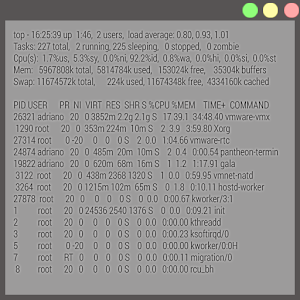 top - 16:25:39 up 1:46, 2 users, load average: 0.80, 0.93, 1.01
Tasks: 227 total, 2 running, 225 sleeping, 0 stopped, 0 zombie
Cpu(s): 1.7%us, 5.3%sy, 0.0%ni, 92.2%id, 0.8%wa, 0.0%hi, 0.0%si, 0.0%st
Mem: 5967808k total, 5814784k used, 153024k free, 35304k buffers
Swap: 11674572k total, 224k used, 11674348k free, 4334160k cached
PID USER PR NI VIRT RES SHR S %CPU %MEM TIME+ COMMAND
26321 adriano 20 0 3852m 2.2g 2.1g S 17 39.1 34:48.40 vmware-vmx
1290 root 20 0 353m 224m 10m S 2 3.9 3:59.80 Xorg
27314 root 0 -20 0 0 0 S 2 0.0 1:04.66 vmware-rtc
24874 adriano 20 0 485m 20m 10m S 2 0.4 0:00.54 pantheon-termin
19822 adriano 20 0 620m 68m 16m S 1 1.2 1:17.91 gala
3122 root 20 0 438m 2368 1320 S 1 0.0 0:59.95 vmnet-natd
3264 root 20 0 1215m 102m 65m S 0 1.8 0:10.11 hostd-worker
27878 root 20 0 0 0 0 S 0 0.0 0:00.67 kworker/3:1
1 root 20 0 24536 2540 1376 S 0 0.0 0:09.21 init
2 root 20 0 0 0 0 S 0 0.0 0:00.00 kthreadd
3 root 20 0 0 0 0 S 0 0.0 0:00.23 ksoftirqd/0
5 root 0 -20 0 0 0 S 0 0.0 0:00.00 kworker/0:0H
7 root RT 0 0 0 0 S 0 0.0 0:00.11 migration/0
8 root 20 0 0 0 0 S 0 0.0 0:00.00 rcu_bh